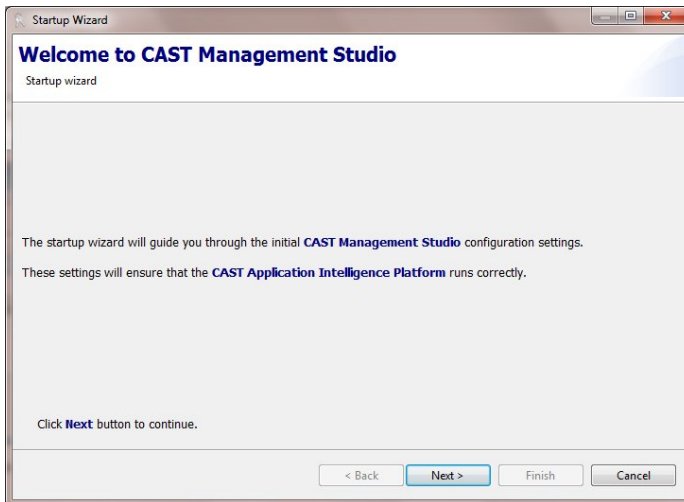 Startup Wizard
Welcome to CAST Management Studio
Startup wizard
The startup wizard will guide you through the initial CAST Management Studio configuration settings.
These settings will ensure that the CAST Application Intelligence Platform runs correctly.
Click Next button to continue.
< Back Next > Finish Cancel